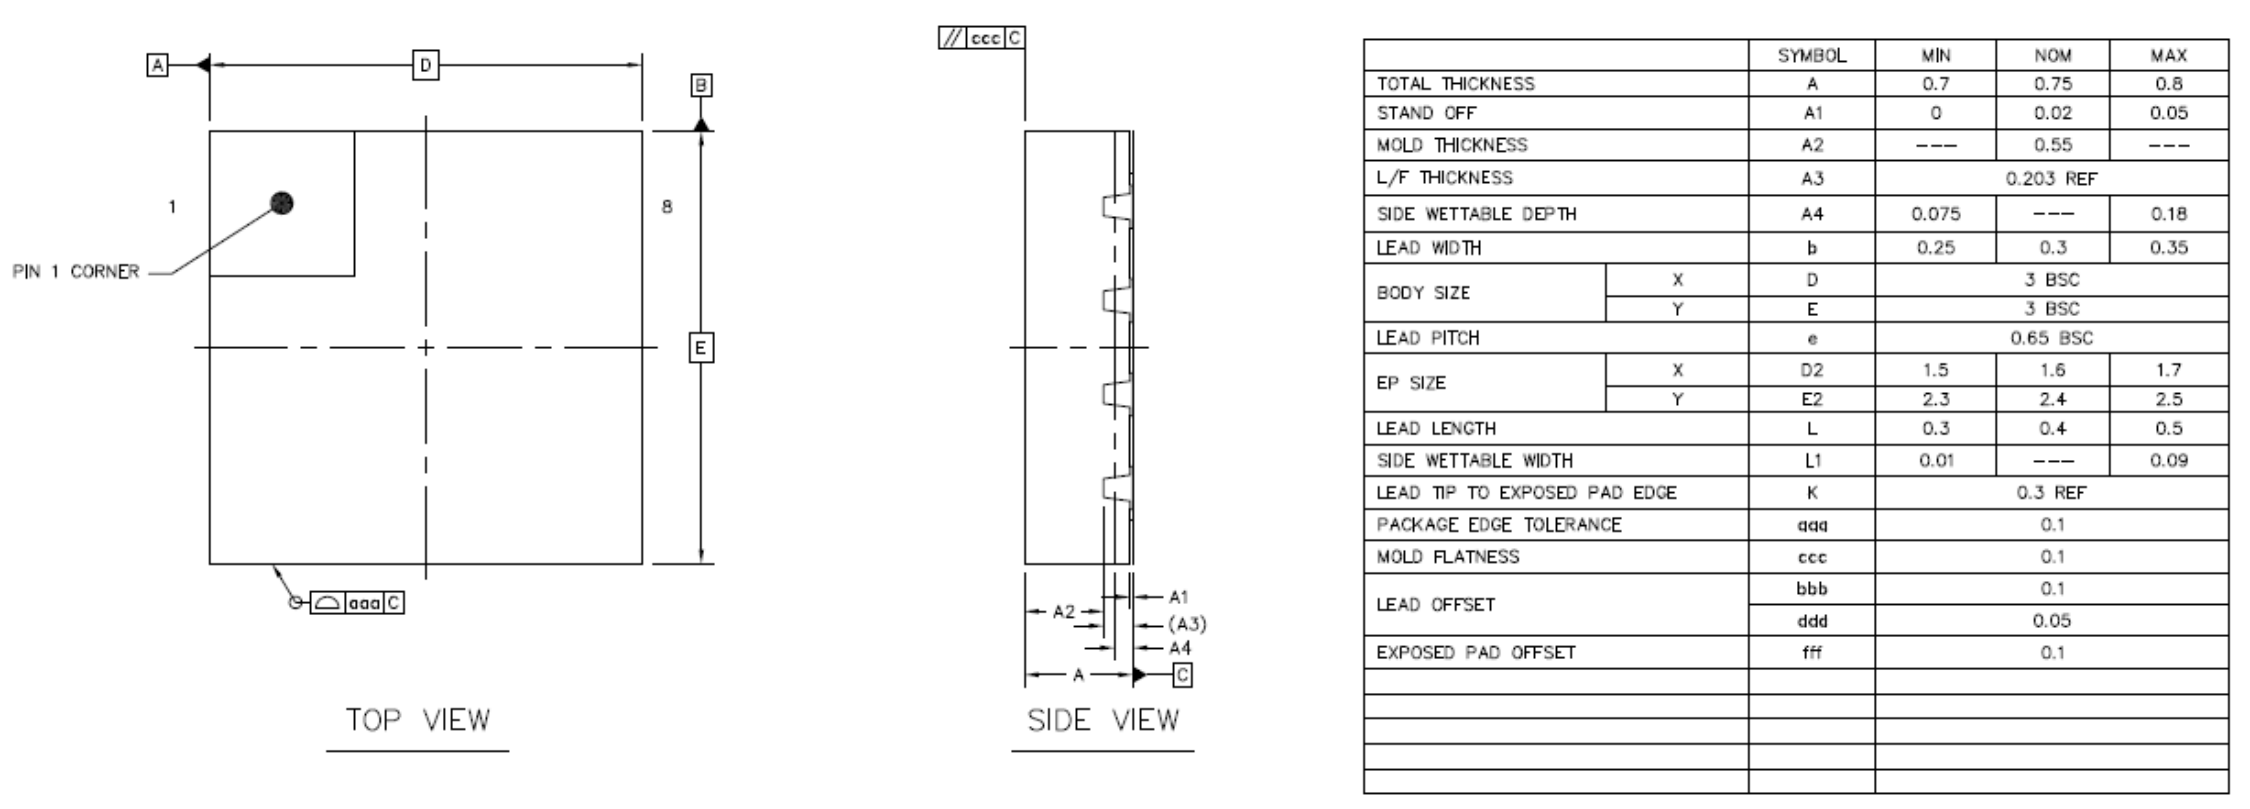 A
D
B
1
8
PIN 1 CORNER
E
aaa C
TOP VIEW
// ccc C
A1
A2
(A3)
A4
A
C
SIDE VIEW
SYMBOL MIN NOM MAX
TOTAL THICKNESS A 0.7 0.75 0.8
STAND OFF A1 0 0.02 0.05
MOLD THICKNESS A2 --- 0.55 ---
L/F THICKNESS A3 0.203 REF
SIDE WETTABLE DEPTH A4 0.075 --- 0.18
LEAD WIDTH b 0.25 0.3 0.35
BODY SIZE X D 3 BSC
Y E 3 BSC
LEAD PITCH e 0.65 BSC
EP SIZE X D2 1.5 1.6 1.7
Y E2 2.3 2.4 2.5
LEAD LENGTH L 0.3 0.4 0.5
SIDE WETTABLE WIDTH L1 0.01 --- 0.09
LEAD TIP TO EXPOSED PAD EDGE K 0.3 REF
PACKAGE EDGE TOLERANCE aaa 0.1
MOLD FLATNESS ccc 0.1
LEAD OFFSET bbb 0.1
ddd 0.05
EXPOSED PAD OFFSET fff 0.1